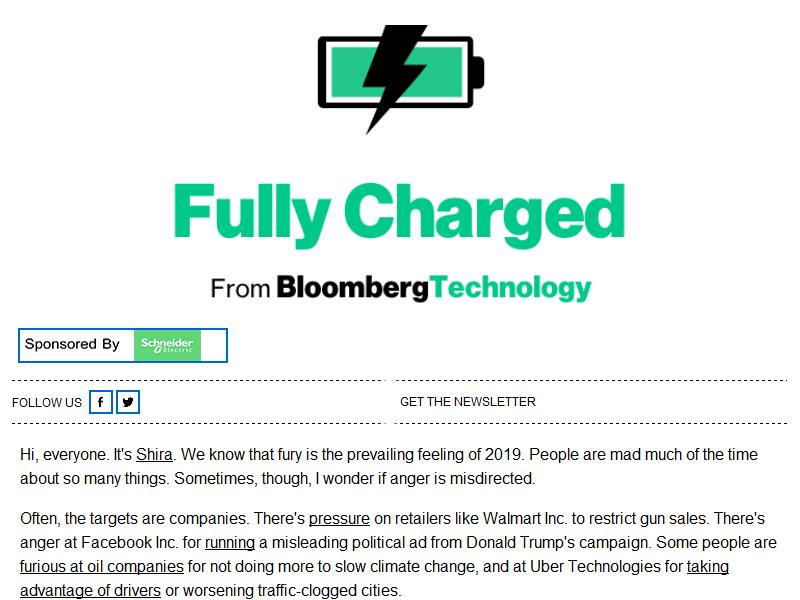 Fully Charged
From BloombergTechnology
Sponsored By Schneider Electric
FOLLOW US
GET THE NEWSLETTER
Hi, everyone. It's Shira. We know that fury is the prevailing feeling of 2019. People are mad much of the time
about so many things. Sometimes, though, I wonder if anger is misdirected.
Often, the targets are companies. There's pressure on retailers like Walmart Inc. to restrict gun sales. There's
anger at Facebook Inc. for running a misleading political ad from Donald Trump's campaign. Some people are
furious at oil companies for not doing more to slow climate change, and at Uber Technologies for taking
advantage of drivers or worsening traffic-clogged cities.